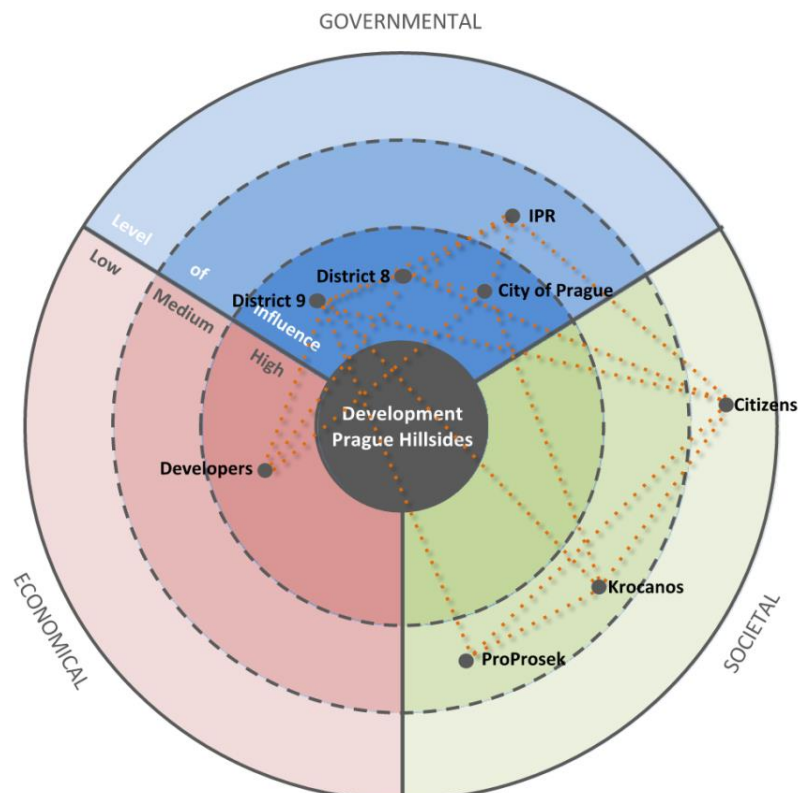 GOVERNMENTAL
IPR
Level
of
Influence
Low
Medium
High
District 8
City of Prague
District 9
Citizens
Development
Prague Hillsides
Developers
Krocanos
ProProsek
ECONOMICAL
SOCIETAL